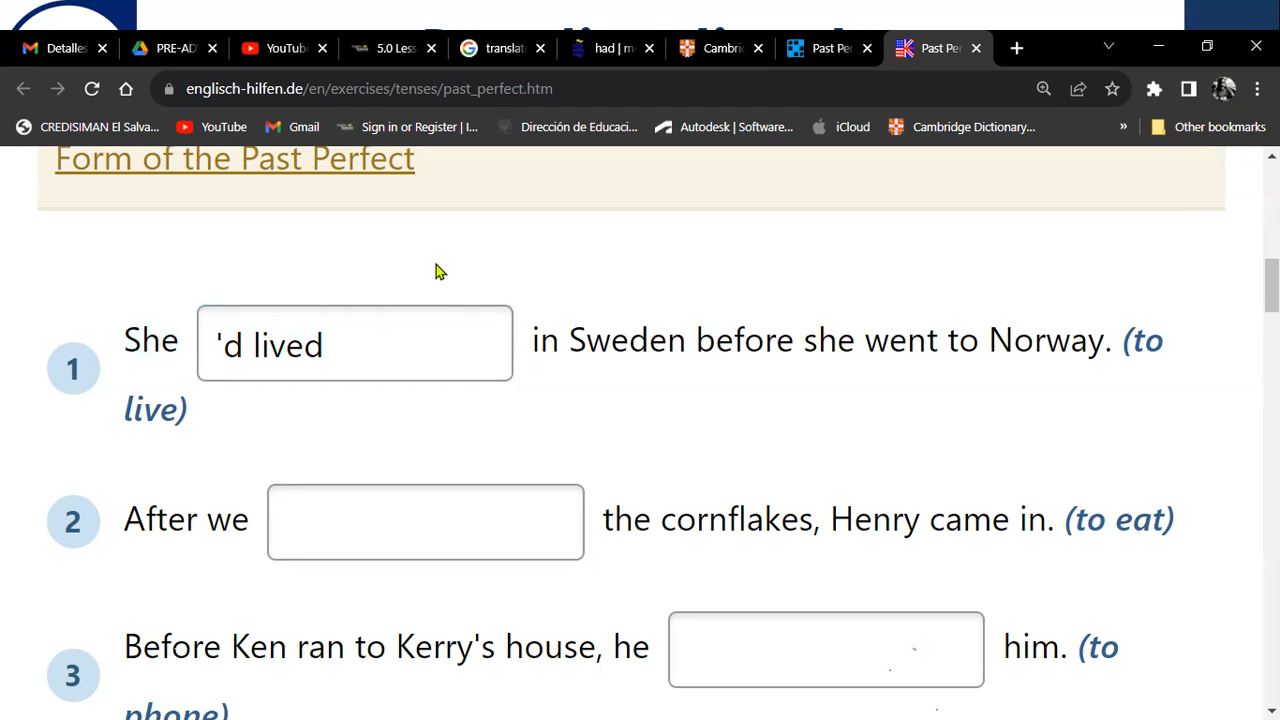 Detalles
PRE-AD
YouTub
5.0 Less
translat
had | m
Cambri
Past Per
Past Per
englisch-hilfen.de/en/exercises/tenses/past_perfect.htm
CREDISIMAN El Salva...
YouTube
Gmail
Sign in or Register | I...
Dirección de Educaci...
Autodesk | Software...
iCloud
Cambridge Dictionary...
»
Other bookmarks
Form of the Past Perfect
1 She 'd lived in Sweden before she went to Norway. (to
live)
2 After we the cornflakes, Henry came in. (to eat)
3 Before Ken ran to Kerry's house, he him. (to
phone)